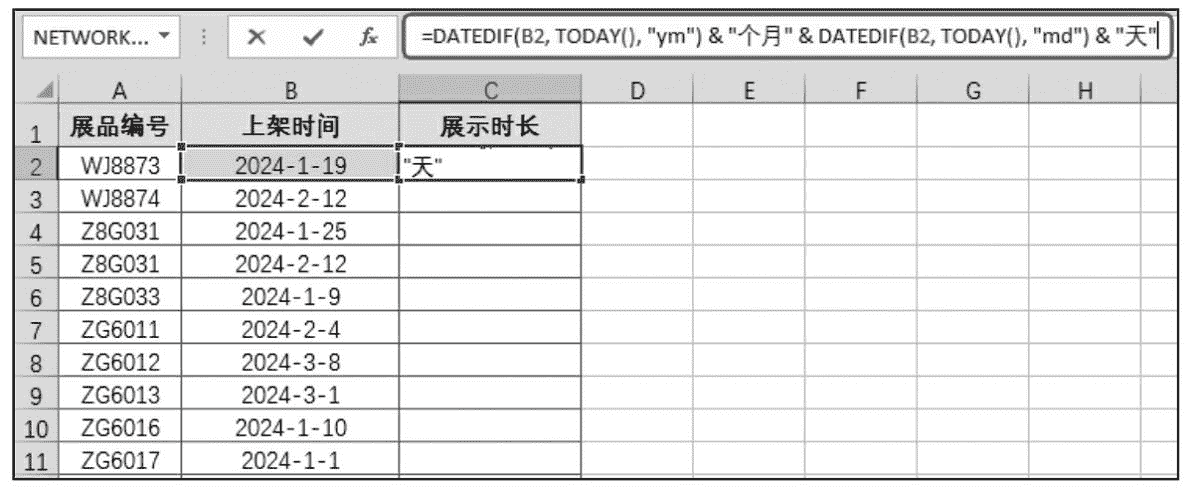 NETWORK... fx =DATEDIF(B2, TODAY(), "ym") & "个月" & DATEDIF(B2, TODAY(), "md") & "天"
A B C D E F G H
1 展品编号 上架时间 展示时长
2 WJ8873 2024-1-19 "天"
3 WJ8874 2024-2-12
4 Z8G031 2024-1-25
5 Z8G031 2024-2-12
6 Z8G033 2024-1-9
7 ZG6011 2024-2-4
8 ZG6012 2024-3-8
9 ZG6013 2024-3-1
10 ZG6016 2024-1-10
11 ZG6017 2024-1-1